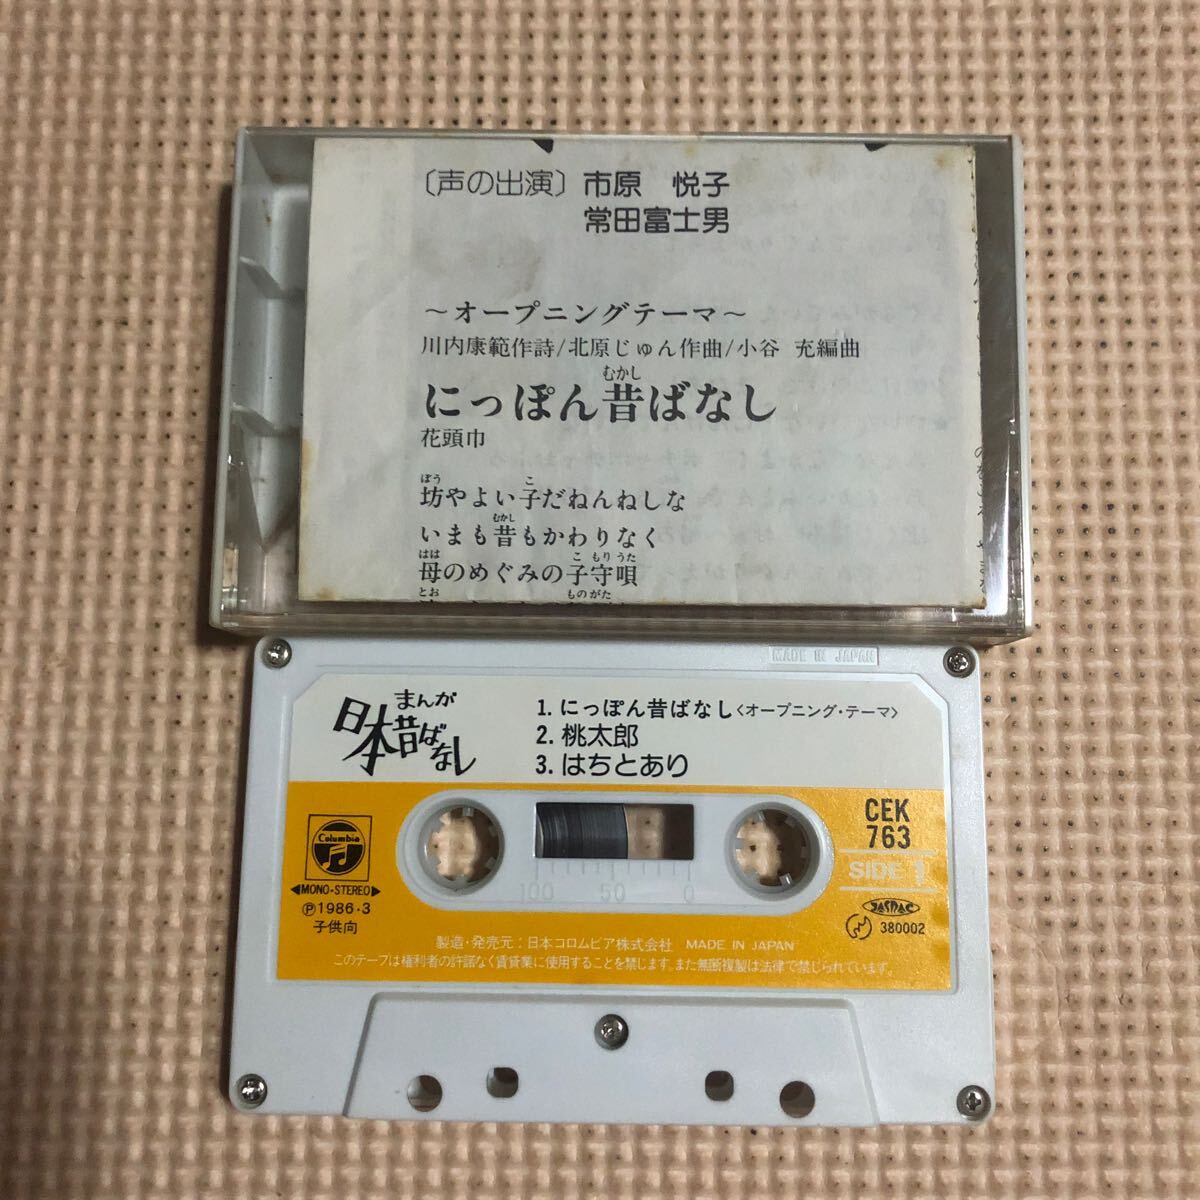 〔声の出演〕市原 悦子
常田富士男
～オープニングテーマ～
川内康範作詩/北原じゅん作曲/小谷 充編曲
むかし
にっぽん昔ばなし
花頭巾
ぼう こ
坊やよい子だねんねしな
むかし
いまも昔もかわりなく
はは こ もり うた
母のめぐみの子守唄
とお ものがた
MADE IN JAPAN
まんが
日本昔ばなし
1. にっぽん昔ばなし〈オープニング・テーマ〉
2. 桃太郎
3. はちとあり
CEK
763
SIDE 1
Columbia
◀MONO-STEREO▶
Ⓟ1986・3
子供向
100 50 0
JASRAC
380002
製造・発売元：日本コロムビア株式会社 MADE IN JAPAN
このテープは権利者の許諾なく賃貸業に使用することを禁じます。また無断複製は法律で禁じられています。